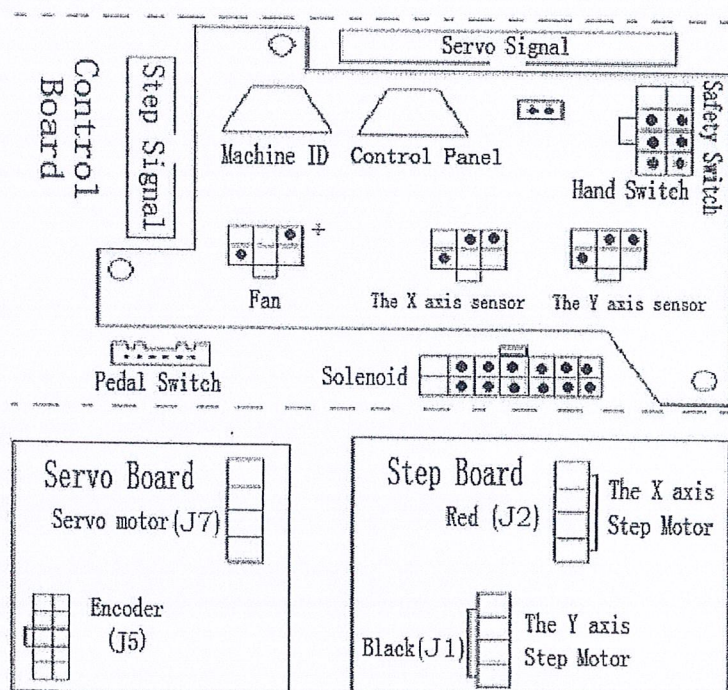 Servo Signal
Control
Board
Step Signal
Machine ID
Control Panel
Safety Switch
Hand Switch
Fan
+
The X axis sensor
The Y axis sensor
Pedal Switch
Solenoid
Servo Board
Servo motor(J7)
Encoder
(J5)
Step Board
Red (J2)
The X axis
Step Motor
Black(J1)
The Y axis
Step Motor